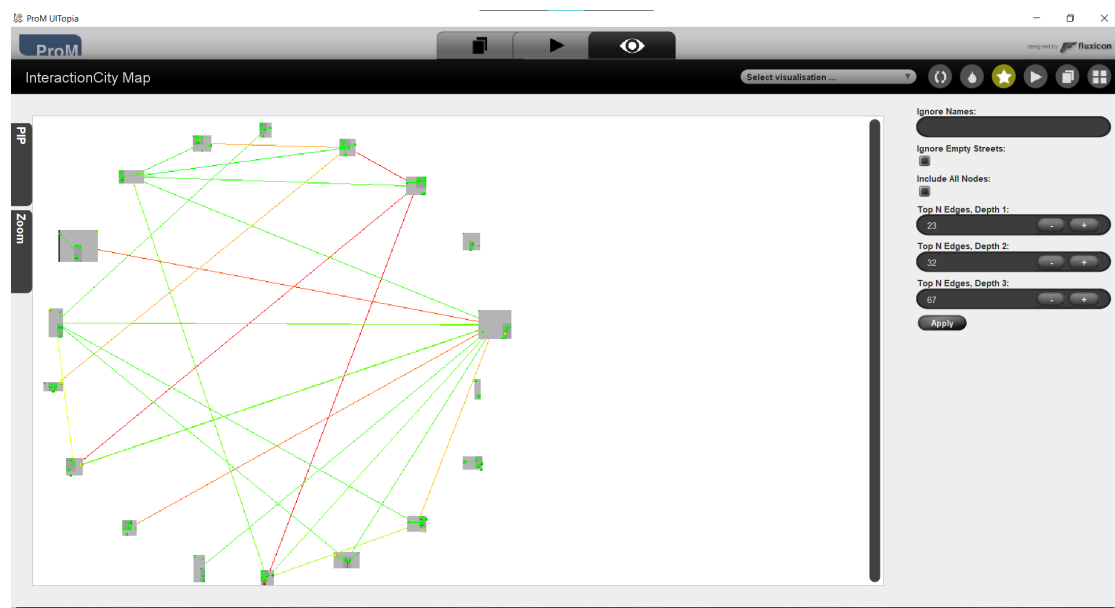 ProM UITopia
ProM
designed by fluxicon
InteractionCity Map
Select visualisation ...
PIP
Zoom
Ignore Names:
Ignore Empty Streets:
Include All Nodes:
Top N Edges, Depth 1:
23
- +
Top N Edges, Depth 2:
32
- +
Top N Edges, Depth 3:
67
- +
Apply